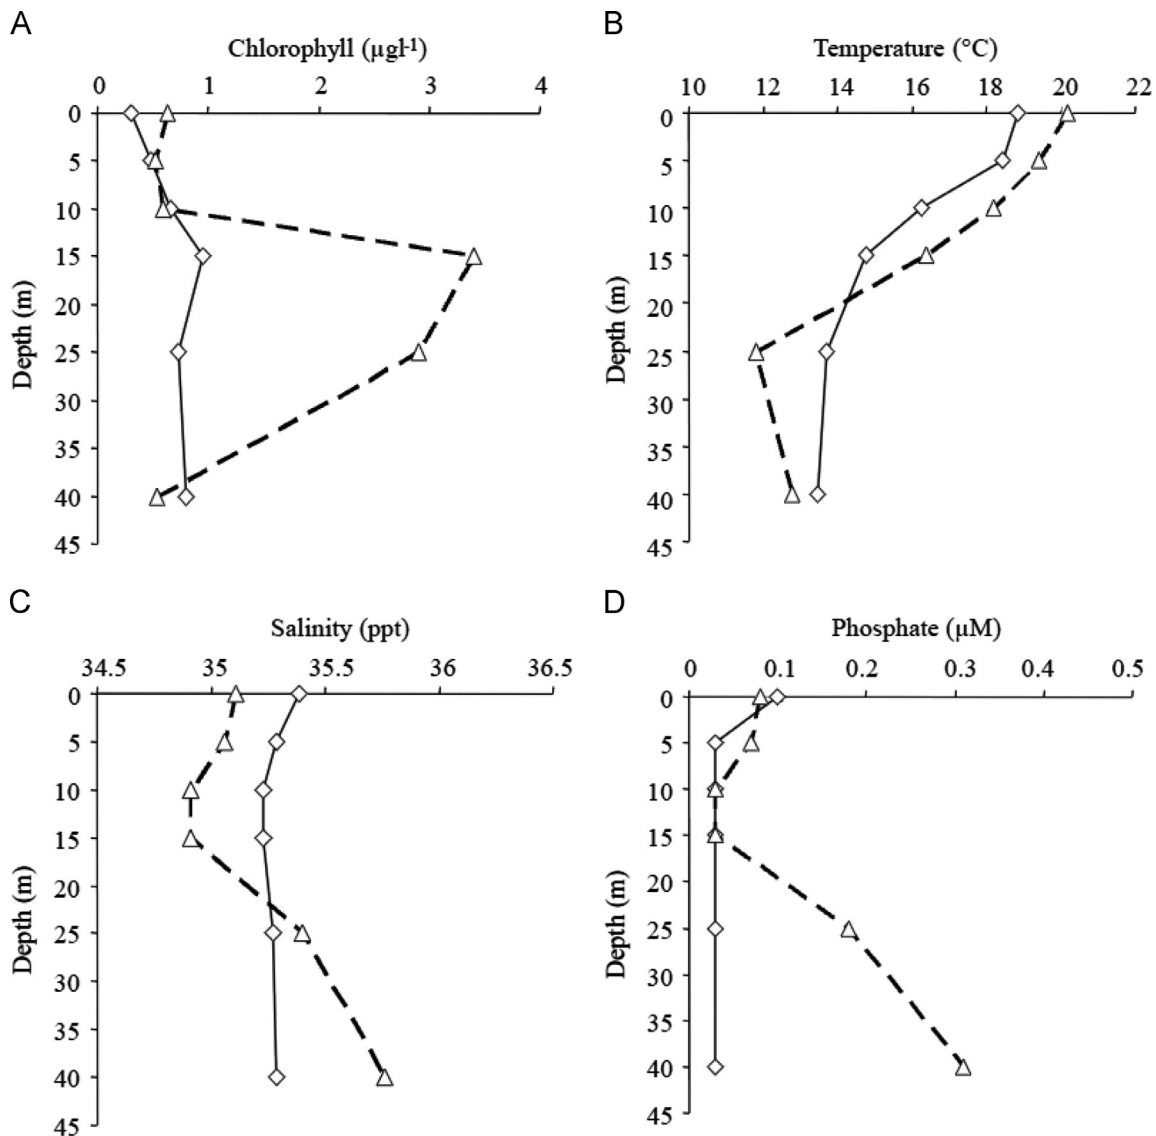 A
Chlorophyll (µgl-1)
0 1 2 3 4
0
5
10
15
20
25
30
35
40
45
Depth (m)
B
Temperature (°C)
10 12 14 16 18 20 22
0
5
10
15
20
25
30
35
40
45
Depth (m)
C
Salinity (ppt)
34.5 35 35.5 36 36.5
0
5
10
15
20
25
30
35
40
45
Depth (m)
D
Phosphate (µM)
0 0.1 0.2 0.3 0.4 0.5
0
5
10
15
20
25
30
35
40
45
Depth (m)